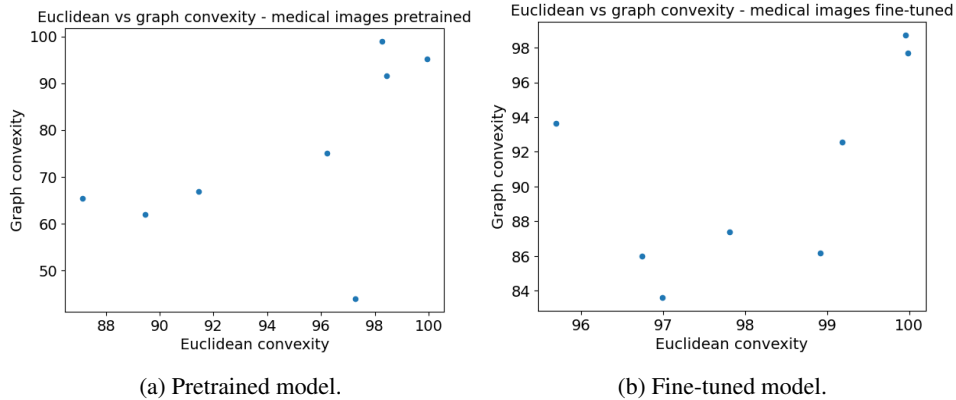 Euclidean vs graph convexity - medical images pretrained
100
90
80
70
60
50
Graph convexity
88 90 92 94 96 98 100
Euclidean convexity
(a) Pretrained model.
Euclidean vs graph convexity - medical images fine-tuned
98
96
94
92
90
88
86
84
Graph convexity
96 97 98 99 100
Euclidean convexity
(b) Fine-tuned model.